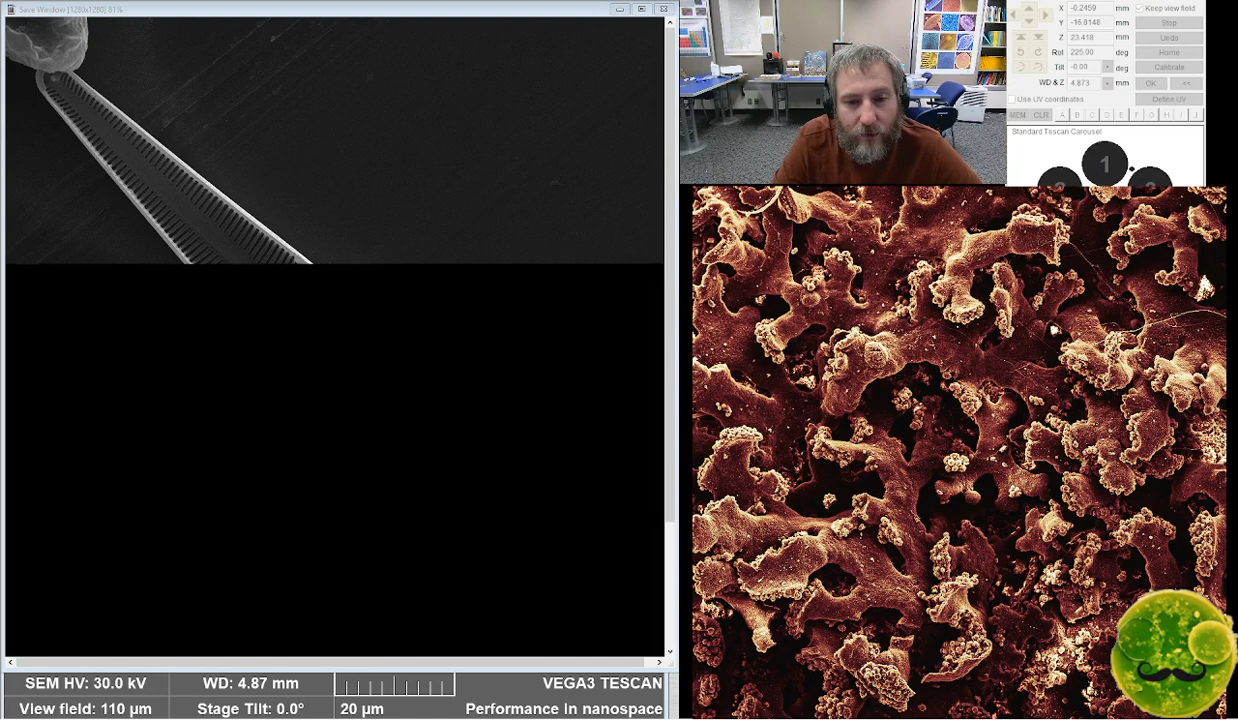 Save Window [1280x1280] 81%
X -0.2459 mm Keep view field
Y -16.8148 mm Stop
Z 23.418 mm Undo
Rot 225.00 deg Home
Tilt -0.00 deg Calibrate
WD & Z 4.873 mm OK <<
Use UV coordinates Define UV
MEM CLR A B C D E F G H I J
Standard Tescan Carousel
1
SEM HV: 30.0 kV WD: 4.87 mm VEGA3 TESCAN
View field: 110 µm Stage Tilt: 0.0° 20 µm Performance in nanospace